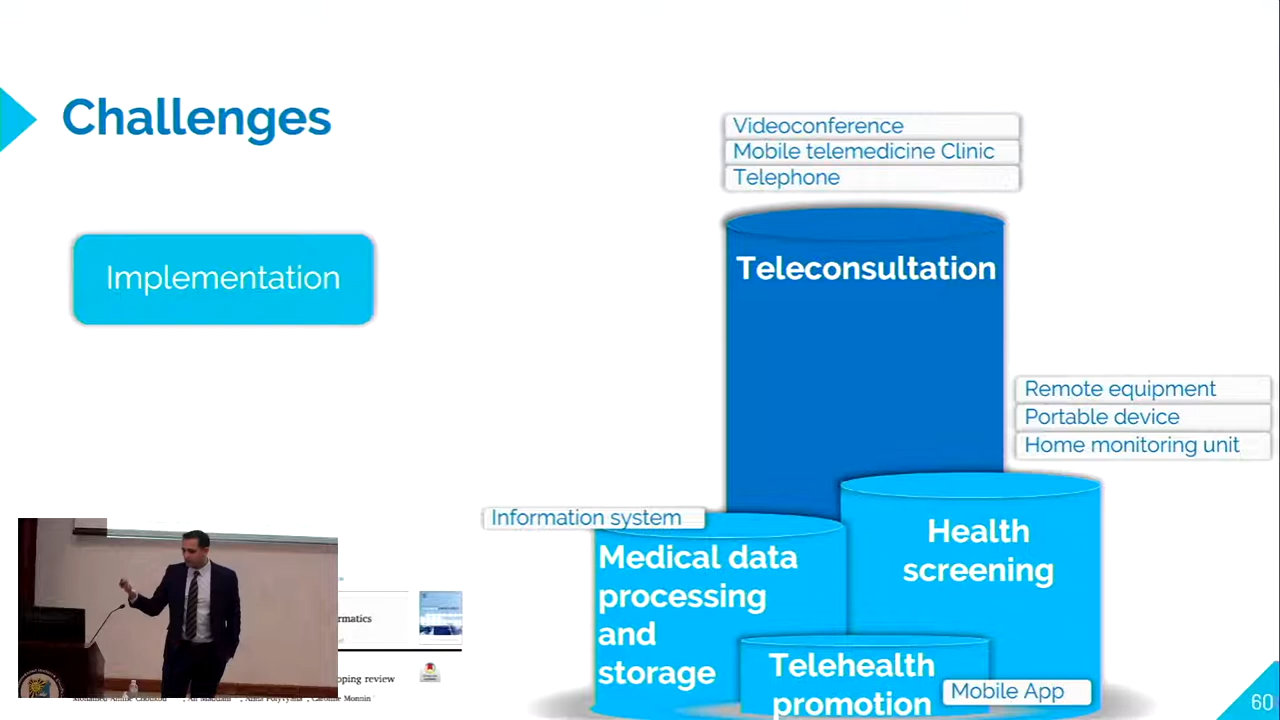 Challenges
Implementation
Videoconference
Mobile telemedicine Clinic
Telephone
Teleconsultation
Remote equipment
Portable device
Home monitoring unit
Information system
Medical data
processing
and
storage
Health
screening
Telehealth
promotion
Mobile App
rmatics
oping review
60